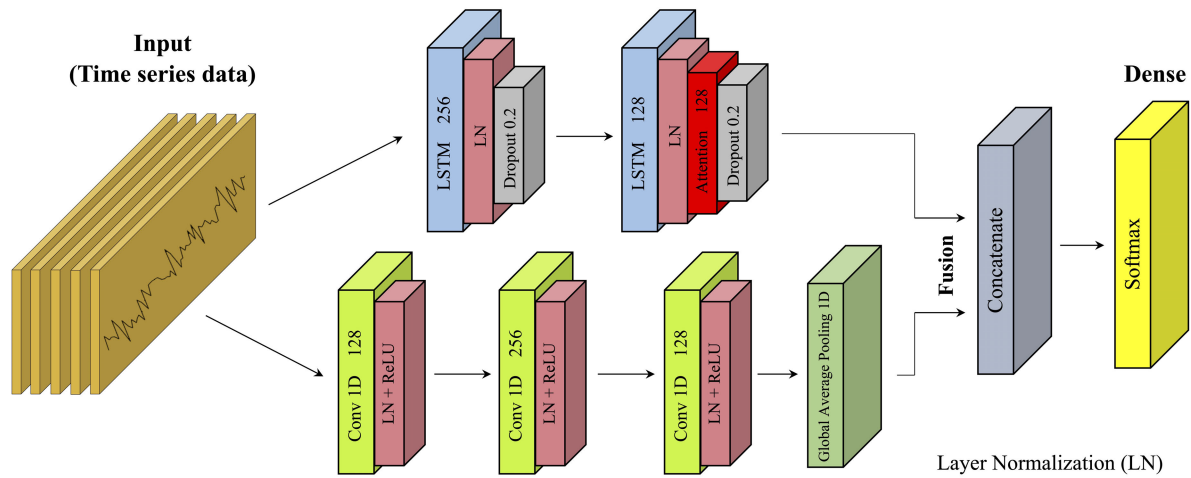 Input
(Time series data)
LSTM 256
LN
Dropout 0.2
LSTM 128
LN
Attention 128
Dropout 0.2
Conv 1D 128
LN + ReLU
Conv 1D 256
LN + ReLU
Conv 1D 128
LN + ReLU
Global Average Pooling 1D
Fusion
Concatenate
Dense
Softmax
Layer Normalization (LN)